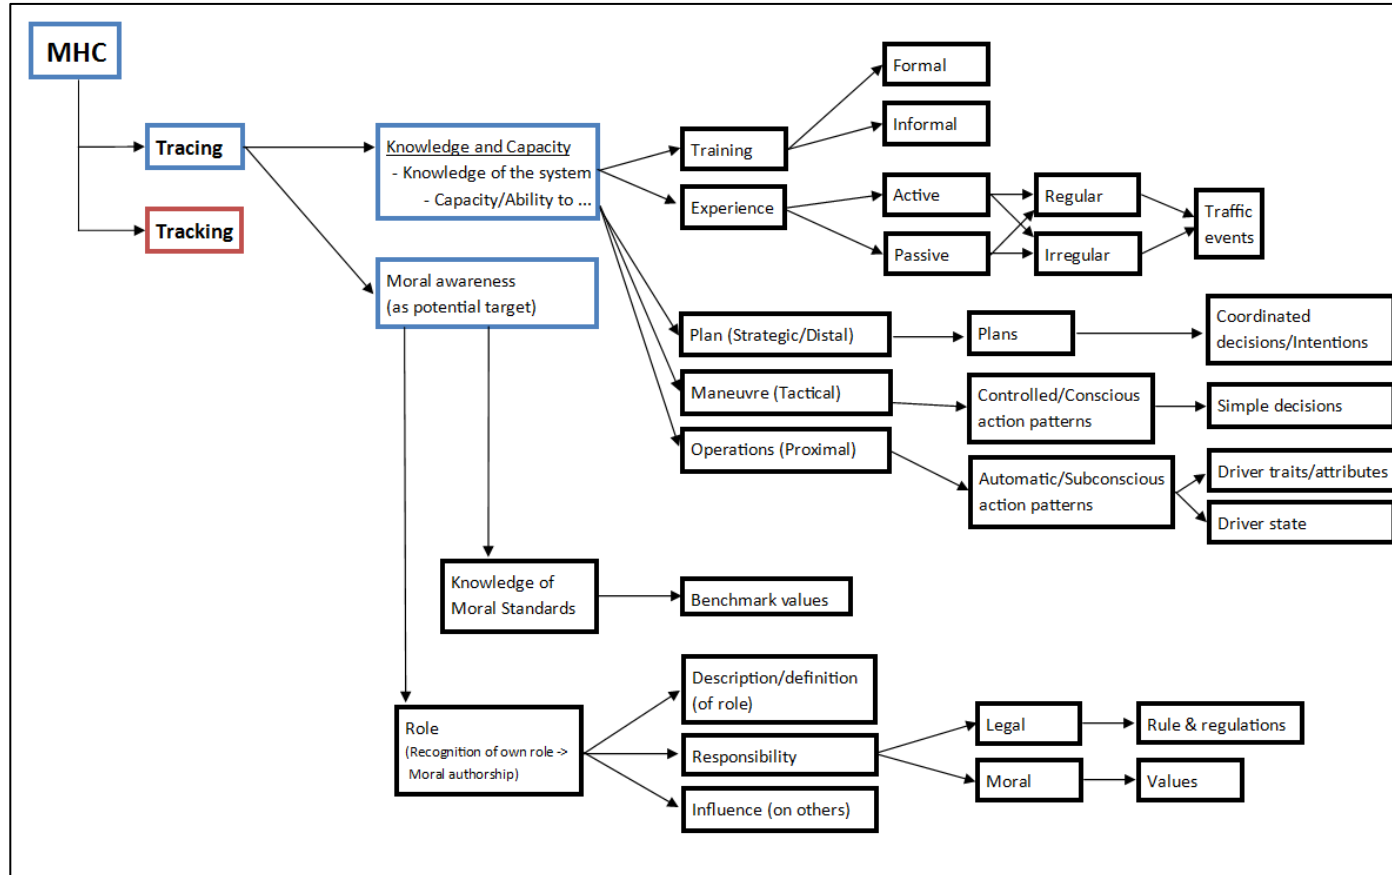 MHC
Tracing
Tracking
Knowledge and Capacity
- Knowledge of the system
- Capacity/Ability to ...
Moral awareness
(as potential target)
Training
Formal
Informal
Experience
Active
Passive
Regular
Irregular
Traffic
events
Plan (Strategic/Distal)
Plans
Coordinated
decisions/Intentions
Maneuvre (Tactical)
Controlled/Conscious
action patterns
Simple decisions
Operations (Proximal)
Automatic/Subconscious
action patterns
Driver traits/attributes
Driver state
Knowledge of
Moral Standards
Benchmark values
Role
(Recognition of own role ->
Moral authorship)
Description/definition
(of role)
Responsibility
Influence (on others)
Legal
Rule & regulations
Moral
Values